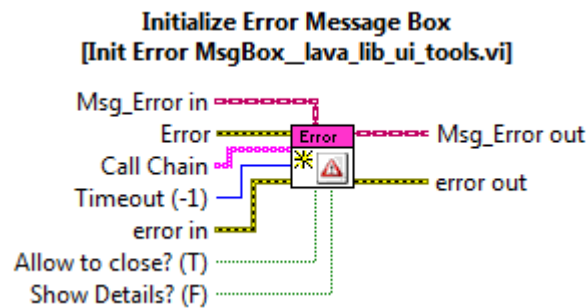 Initialize Error Message Box
[Init Error MsgBox__lava_lib_ui_tools.vi]
Msg_Error in
Error
Call Chain
Timeout (-1)
error in
Allow to close? (T)
Show Details? (F)
Error
Msg_Error out
error out